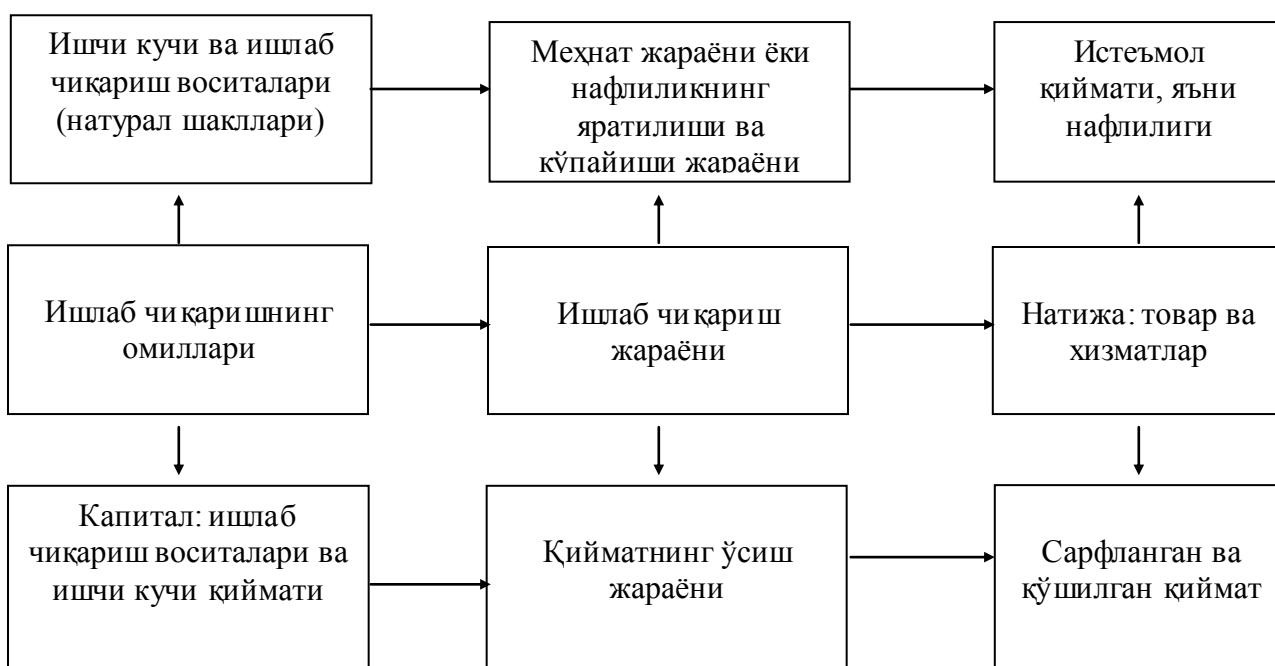 Ишчи кучи ва ишлаб
чиқариш воситалари
(натурал шакллари)
Меҳнат жараёни ёки
нафлиликнинг
яратилиши ва
кўпайиши жараёни
Истеъмол
қиймати, яъни
нафлилиги
Ишлаб чиқаришнинг
омиллари
Ишлаб чиқариш
жараёни
Натижа: товар ва
хизматлар
Капитал: ишлаб
чиқариш воситалари ва
ишчи кучи қиймати
Қийматнинг ўсиш
жараёни
Сарфланган ва
қўшилган қиймат